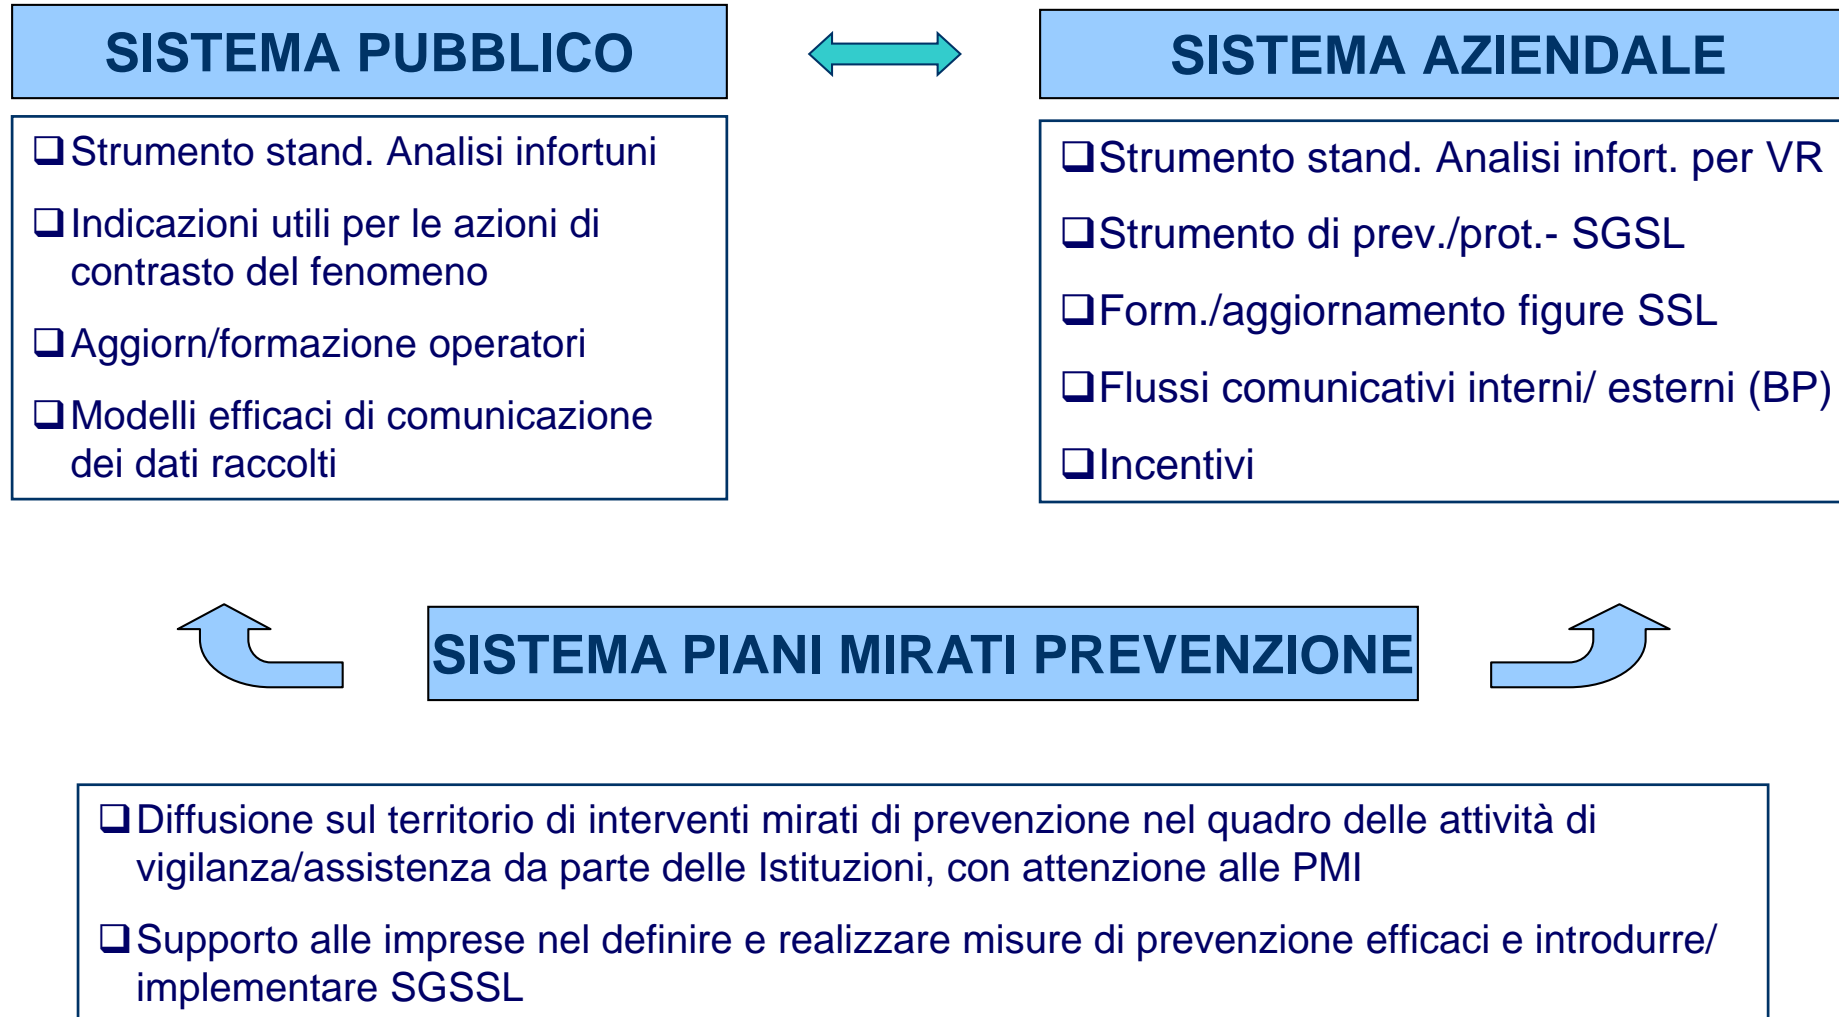 SISTEMA PUBBLICO
❑Strumento stand. Analisi infortuni
❑Indicazioni utili per le azioni di
contrasto del fenomeno
❑Aggiorn/formazione operatori
❑Modelli efficaci di comunicazione
dei dati raccolti
SISTEMA AZIENDALE
❑Strumento stand. Analisi infort. per VR
❑Strumento di prev./prot.- SGSL
❑Form./aggiornamento figure SSL
❑Flussi comunicativi interni/ esterni (BP)
❑Incentivi
SISTEMA PIANI MIRATI PREVENZIONE
❑Diffusione sul territorio di interventi mirati di prevenzione nel quadro delle attività di
vigilanza/assistenza da parte delle Istituzioni, con attenzione alle PMI
❑Supporto alle imprese nel definire e realizzare misure di prevenzione efficaci e introdurre/
implementare SGSSL